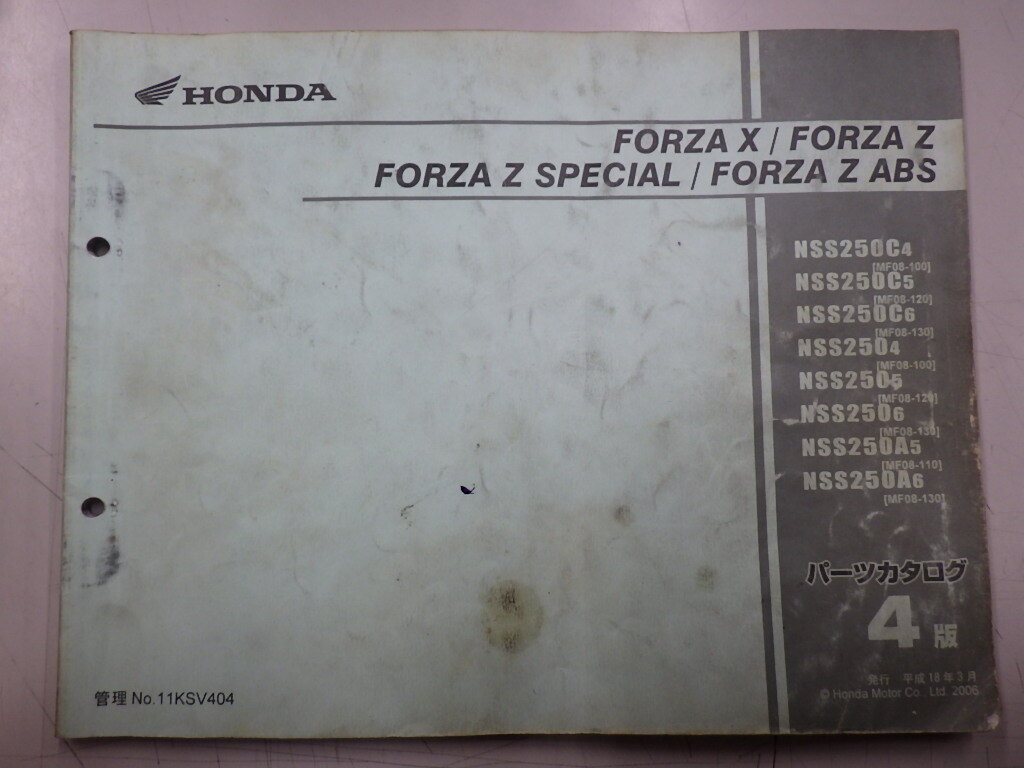 HONDA
FORZA X / FORZA Z
FORZA Z SPECIAL / FORZA Z ABS
NSS250C4
[MF08-100]
NSS250C5
[MF08-120]
NSS250C6
[MF08-130]
NSS2504
[MF08-100]
NSS2505
[MF08-120]
NSS2506
[MF08-130]
NSS250A5
[MF08-110]
NSS250A6
[MF08-130]
パーツカタログ
4版
発行 平成18年3月
© Honda Motor Co., Ltd. 2006
管理 No.11KSV404